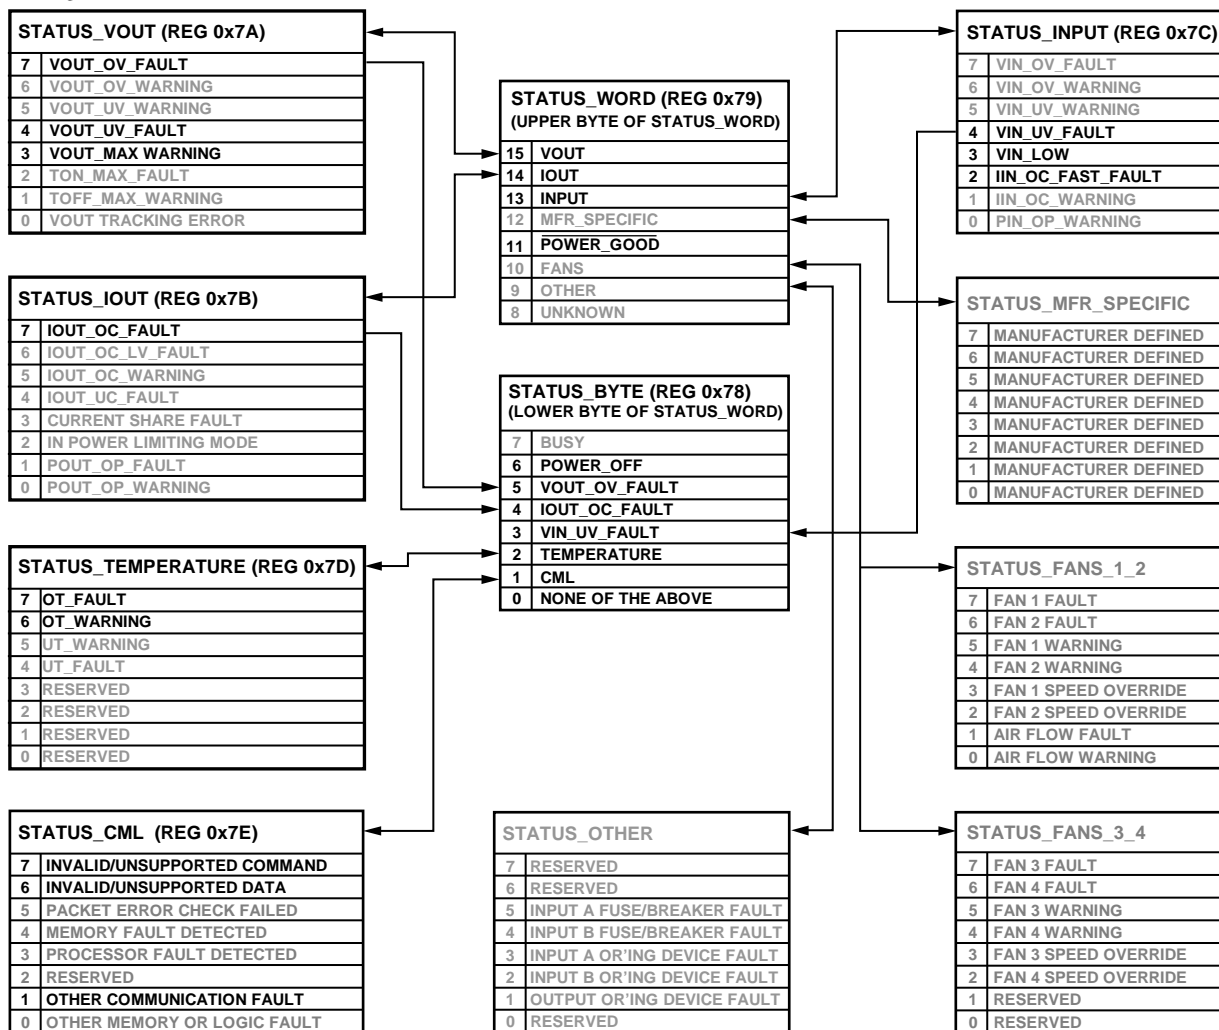 STATUS_VOUT (REG 0x7A)
7 VOUT_OV_FAULT
6 VOUT_OV_WARNING
5 VOUT_UV_WARNING
4 VOUT_UV_FAULT
3 VOUT_MAX WARNING
2 TON_MAX_FAULT
1 TOFF_MAX_WARNING
0 VOUT TRACKING ERROR
STATUS_IOUT (REG 0x7B)
7 IOUT_OC_FAULT
6 IOUT_OC_LV_FAULT
5 IOUT_OC_WARNING
4 IOUT_UC_FAULT
3 CURRENT SHARE FAULT
2 IN POWER LIMITING MODE
1 POUT_OP_FAULT
0 POUT_OP_WARNING
STATUS_TEMPERATURE (REG 0x7D)
7 OT_FAULT
6 OT_WARNING
5 UT_WARNING
4 UT_FAULT
3 RESERVED
2 RESERVED
1 RESERVED
0 RESERVED
STATUS_CML (REG 0x7E)
7 INVALID/UNSUPPORTED COMMAND
6 INVALID/UNSUPPORTED DATA
5 PACKET ERROR CHECK FAILED
4 MEMORY FAULT DETECTED
3 PROCESSOR FAULT DETECTED
2 RESERVED
1 OTHER COMMUNICATION FAULT
0 OTHER MEMORY OR LOGIC FAULT
STATUS_WORD (REG 0x79)
(UPPER BYTE OF STATUS_WORD)
15 VOUT
14 IOUT
13 INPUT
12 MFR_SPECIFIC
11 POWER_GOOD
10 FANS
9 OTHER
8 UNKNOWN
STATUS_BYTE (REG 0x78)
(LOWER BYTE OF STATUS_WORD)
7 BUSY
6 POWER_OFF
5 VOUT_OV_FAULT
4 IOUT_OC_FAULT
3 VIN_UV_FAULT
2 TEMPERATURE
1 CML
0 NONE OF THE ABOVE
STATUS_OTHER
7 RESERVED
6 RESERVED
5 INPUT A FUSE/BREAKER FAULT
4 INPUT B FUSE/BREAKER FAULT
3 INPUT A OR'ING DEVICE FAULT
2 INPUT B OR'ING DEVICE FAULT
1 OUTPUT OR'ING DEVICE FAULT
0 RESERVED
STATUS_INPUT (REG 0x7C)
7 VIN_OV_FAULT
6 VIN_OV_WARNING
5 VIN_UV_WARNING
4 VIN_UV_FAULT
3 VIN_LOW
2 IIN_OC_FAST_FAULT
1 IIN_OC_WARNING
0 PIN_OP_WARNING
STATUS_MFR_SPECIFIC
7 MANUFACTURER DEFINED
6 MANUFACTURER DEFINED
5 MANUFACTURER DEFINED
4 MANUFACTURER DEFINED
3 MANUFACTURER DEFINED
2 MANUFACTURER DEFINED
1 MANUFACTURER DEFINED
0 MANUFACTURER DEFINED
STATUS_FANS_1_2
7 FAN 1 FAULT
6 FAN 2 FAULT
5 FAN 1 WARNING
4 FAN 2 WARNING
3 FAN 1 SPEED OVERRIDE
2 FAN 2 SPEED OVERRIDE
1 AIR FLOW FAULT
0 AIR FLOW WARNING
STATUS_FANS_3_4
7 FAN 3 FAULT
6 FAN 4 FAULT
5 FAN 3 WARNING
4 FAN 4 WARNING
3 FAN 3 SPEED OVERRIDE
2 FAN 4 SPEED OVERRIDE
1 RESERVED
0 RESERVED